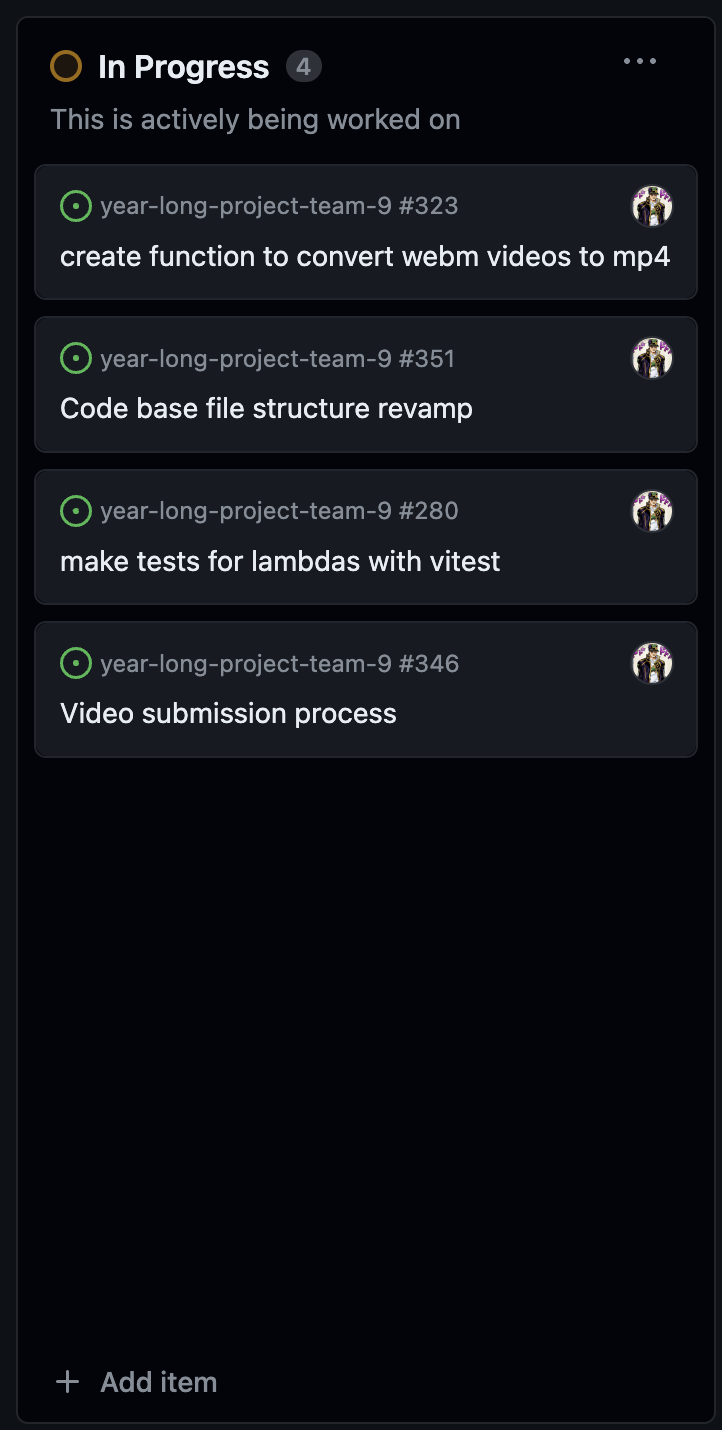 In Progress 4
This is actively being worked on
year-long-project-team-9 #323
create function to convert webm videos to mp4
year-long-project-team-9 #351
Code base file structure revamp
year-long-project-team-9 #280
make tests for lambdas with vitest
year-long-project-team-9 #346
Video submission process
Add item